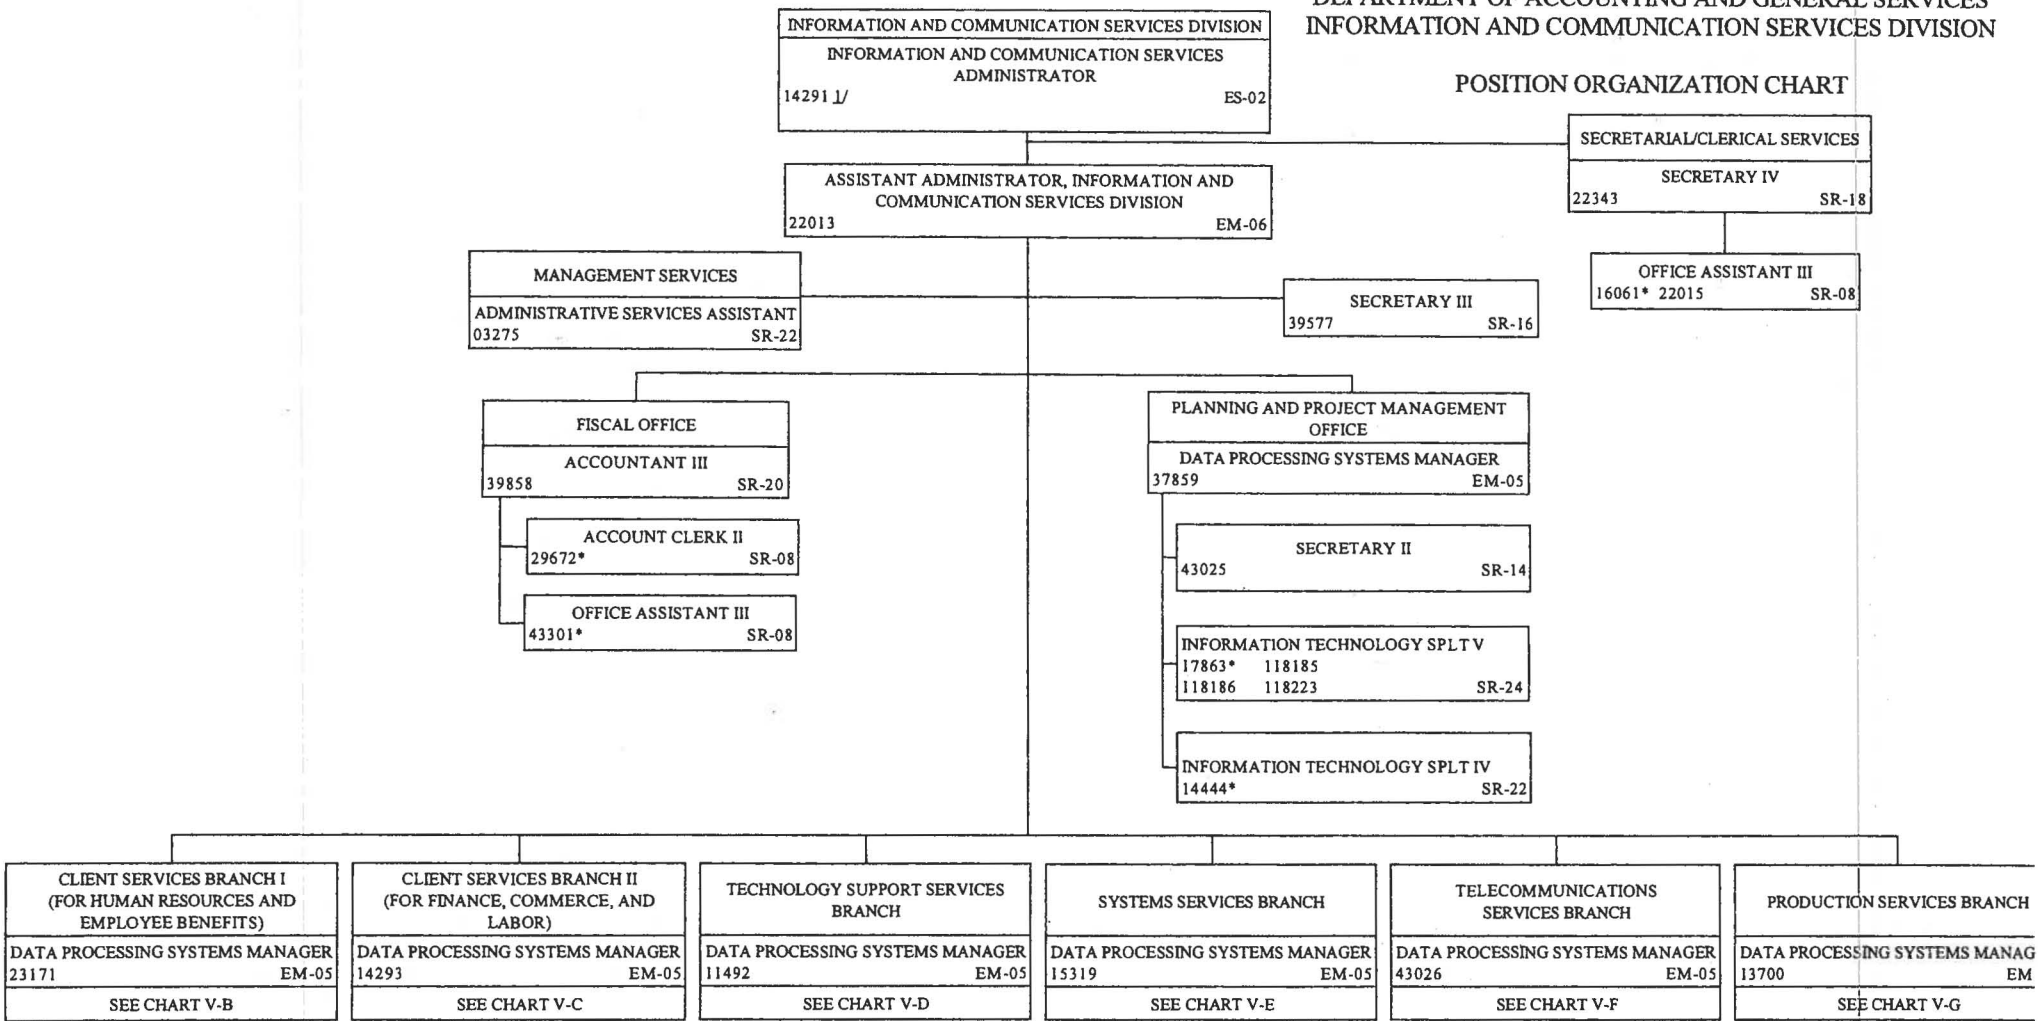 DEPARTMENT OF ACCOUNTING AND GENERAL SERVICES
INFORMATION AND COMMUNICATION SERVICES DIVISION
POSITION ORGANIZATION CHART
INFORMATION AND COMMUNICATION SERVICES DIVISION
INFORMATION AND COMMUNICATION SERVICES
ADMINISTRATOR
14291 1/ ES-02
SECRETARIAL/CLERICAL SERVICES
SECRETARY IV
22343 SR-18
OFFICE ASSISTANT III
16061* 22015 SR-08
ASSISTANT ADMINISTRATOR, INFORMATION AND
COMMUNICATION SERVICES DIVISION
22013 EM-06
MANAGEMENT SERVICES
ADMINISTRATIVE SERVICES ASSISTANT
03275 SR-22
SECRETARY III
39577 SR-16
FISCAL OFFICE
ACCOUNTANT III
39858 SR-20
ACCOUNT CLERK II
29672* SR-08
OFFICE ASSISTANT III
43301* SR-08
PLANNING AND PROJECT MANAGEMENT
OFFICE
DATA PROCESSING SYSTEMS MANAGER
37859 EM-05
SECRETARY II
43025 SR-14
INFORMATION TECHNOLOGY SPLT V
17863* 118185
118186 118223 SR-24
INFORMATION TECHNOLOGY SPLT IV
14444* SR-22
CLIENT SERVICES BRANCH I
(FOR HUMAN RESOURCES AND
EMPLOYEE BENEFITS)
DATA PROCESSING SYSTEMS MANAGER
23171 EM-05
SEE CHART V-B
CLIENT SERVICES BRANCH II
(FOR FINANCE, COMMERCE, AND
LABOR)
DATA PROCESSING SYSTEMS MANAGER
14293 EM-05
SEE CHART V-C
TECHNOLOGY SUPPORT SERVICES
BRANCH
DATA PROCESSING SYSTEMS MANAGER
11492 EM-05
SEE CHART V-D
SYSTEMS SERVICES BRANCH
DATA PROCESSING SYSTEMS MANAGER
15319 EM-05
SEE CHART V-E
TELECOMMUNICATIONS
SERVICES BRANCH
DATA PROCESSING SYSTEMS MANAGER
43026 EM-05
SEE CHART V-F
PRODUCTION SERVICES BRANCH
DATA PROCESSING SYSTEMS MANAG
13700 EM
SEE CHART V-G